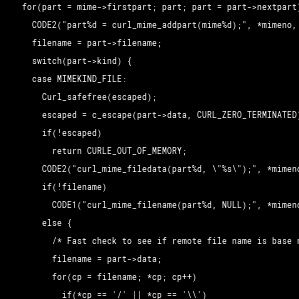 for(part = mime->firstpart; part; part = part->nextpart)
CODE2("part%d = curl_mime_addpart(mime%d);", *mimeno,
filename = part->filename;
switch(part->kind) {
case MIMEKIND_FILE:
Curl_safefree(escaped);
escaped = c_escape(part->data, CURL_ZERO_TERMINATED)
if(!escaped)
return CURLE_OUT_OF_MEMORY;
CODE2("curl_mime_filedata(part%d, \"%s\");", *mimeno
if(!filename)
CODE1("curl_mime_filename(part%d, NULL);", *mimeno
else {
/* Fast check to see if remote file name is base n
filename = part->data;
for(cp = filename; *cp; cp++)
if(*cp == '/' || *cp == '\\')